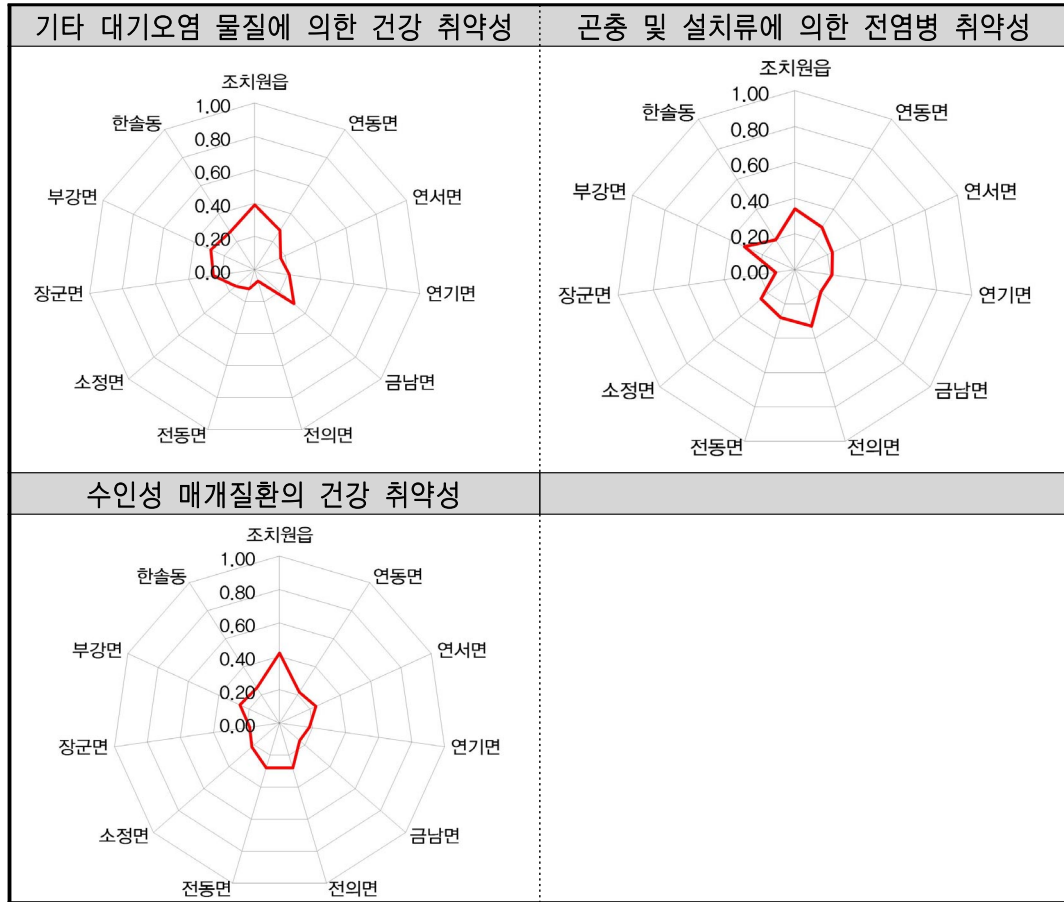 기타 대기오염 물질에 의한 건강 취약성
곤충 및 설치류에 의한 전염병 취약성
조치원읍
1.00
한솔동
연동면
0.80
부강면
0.60
연서면
0.40
0.20
0.00
장군면
연기면
소정면
금남면
전동면
전의면
조치원읍
1.00
한솔동
연동면
0.80
부강면
0.60
연서면
0.40
0.20
0.00
장군면
연기면
소정면
금남면
전동면
전의면
수인성 매개질환의 건강 취약성
조치원읍
1.00
한솔동
연동면
0.80
부강면
0.60
연서면
0.40
0.20
0.00
장군면
연기면
소정면
금남면
전동면
전의면